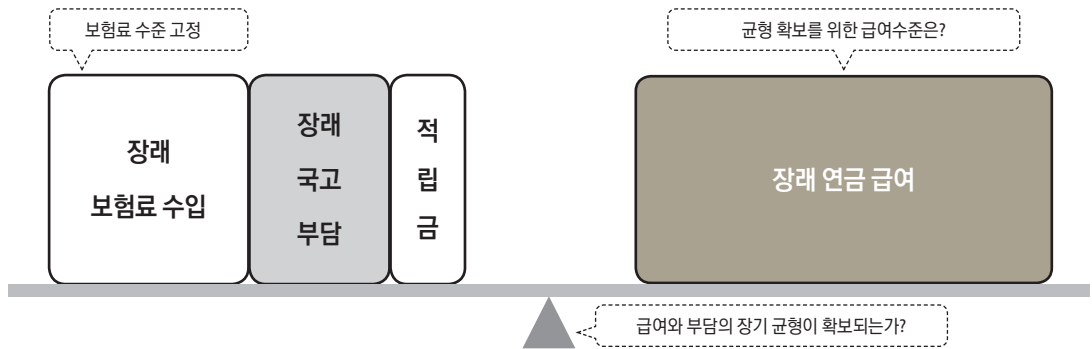 보험료 수준 고정
균형 확보를 위한 급여수준은?
장래
보험료 수입
장래
국고
부담
적
립
금
장래 연금 급여
급여와 부담의 장기 균형이 확보되는가?